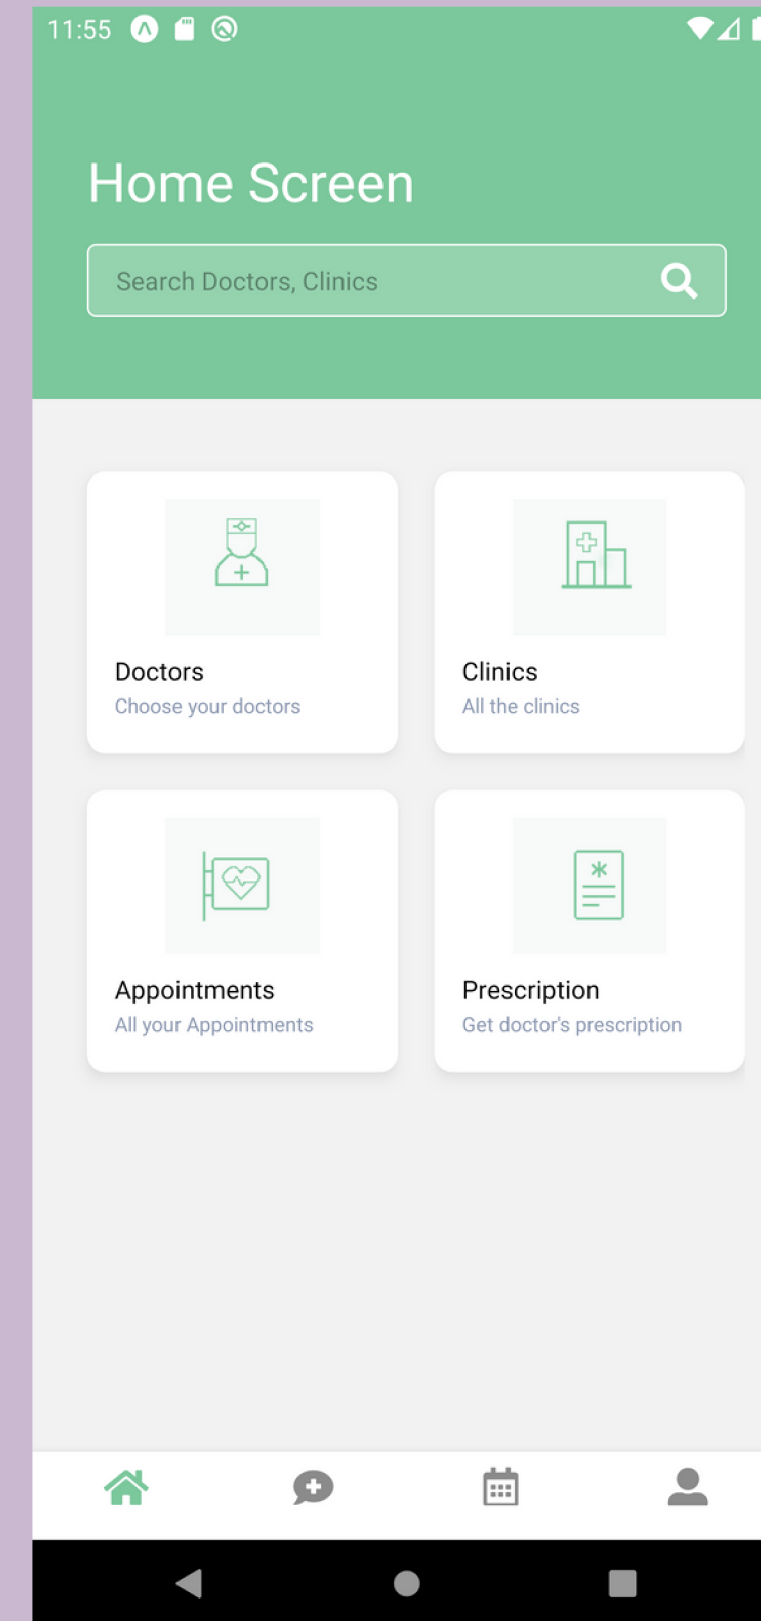 11:55
Home Screen
Search Doctors, Clinics
Doctors
Choose your doctors
Clinics
All the clinics
Appointments
All your Appointments
Prescription
Get doctor's prescription